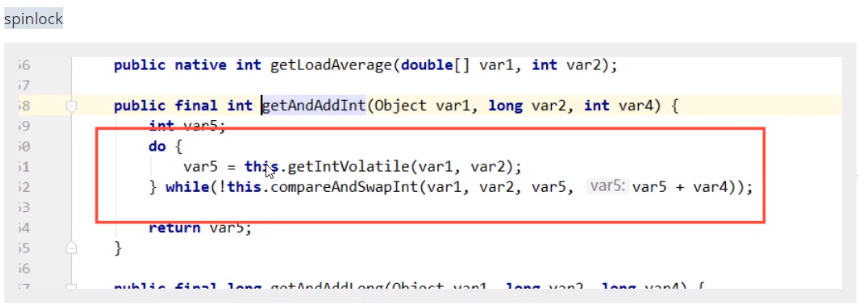 spinlock
56 public native int getLoadAverage(double[] var1, int var2);
57
58 public final int getAndAddInt(Object var1, long var2, int var4) {
59 int var5;
60 do {
61 var5 = this.getIntVolatile(var1, var2);
62 } while(!this.compareAndSwapInt(var1, var2, var5, var5: var5 + var4));
63
64 return var5;
65 }
66
67 public final long getAndAddLong(Object var1, long var2, long var4) {